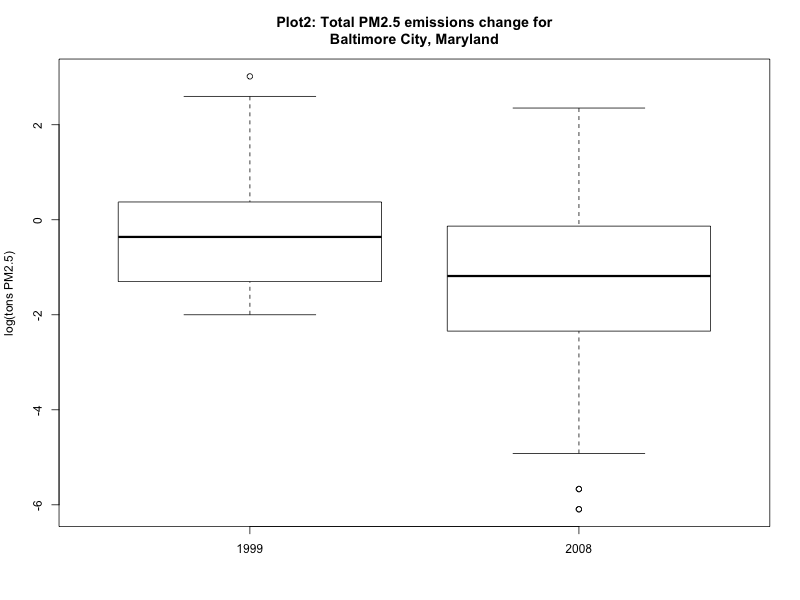 Plot2: Total PM2.5 emissions change for
Baltimore City, Maryland
log(tons PM2.5)
2
0
-2
-4
-6
1999
2008